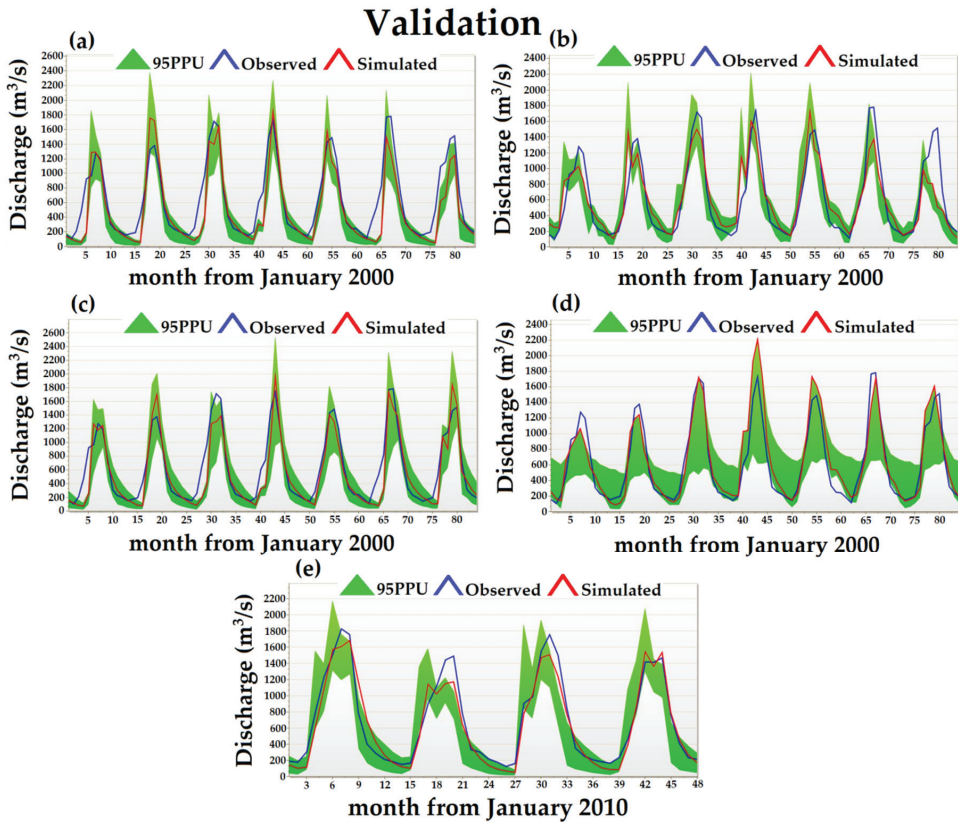 Validation
(a)
95PPU Observed Simulated
Discharge (m³/s)
2600
2400
2200
2000
1800
1600
1400
1200
1000
800
600
400
200
0
5 10 15 20 25 30 35 40 45 50 55 60 65 70 75 80
month from January 2000
(b)
95PPU Observed Simulated
Discharge (m³/s)
2400
2200
2000
1800
1600
1400
1200
1000
800
600
400
200
0
5 10 15 20 25 30 35 40 45 50 55 60 65 70 75 80
month from January 2000
(c)
95PPU Observed Simulated
Discharge (m³/s)
2600
2400
2200
2000
1800
1600
1400
1200
1000
800
600
400
200
0
5 10 15 20 25 30 35 40 45 50 55 60 65 70 75 80
month from January 2000
(d)
95PPU Observed Simulated
Discharge (m³/s)
2400
2200
2000
1800
1600
1400
1200
1000
800
600
400
200
0
5 10 15 20 25 30 35 40 45 50 55 60 65 70 75 80
month from January 2000
(e)
95PPU Observed Simulated
Discharge (m³/s)
2200
2000
1800
1600
1400
1200
1000
800
600
400
200
0
3 6 9 12 15 18 21 24 27 30 33 36 39 42 45 48
month from January 2010